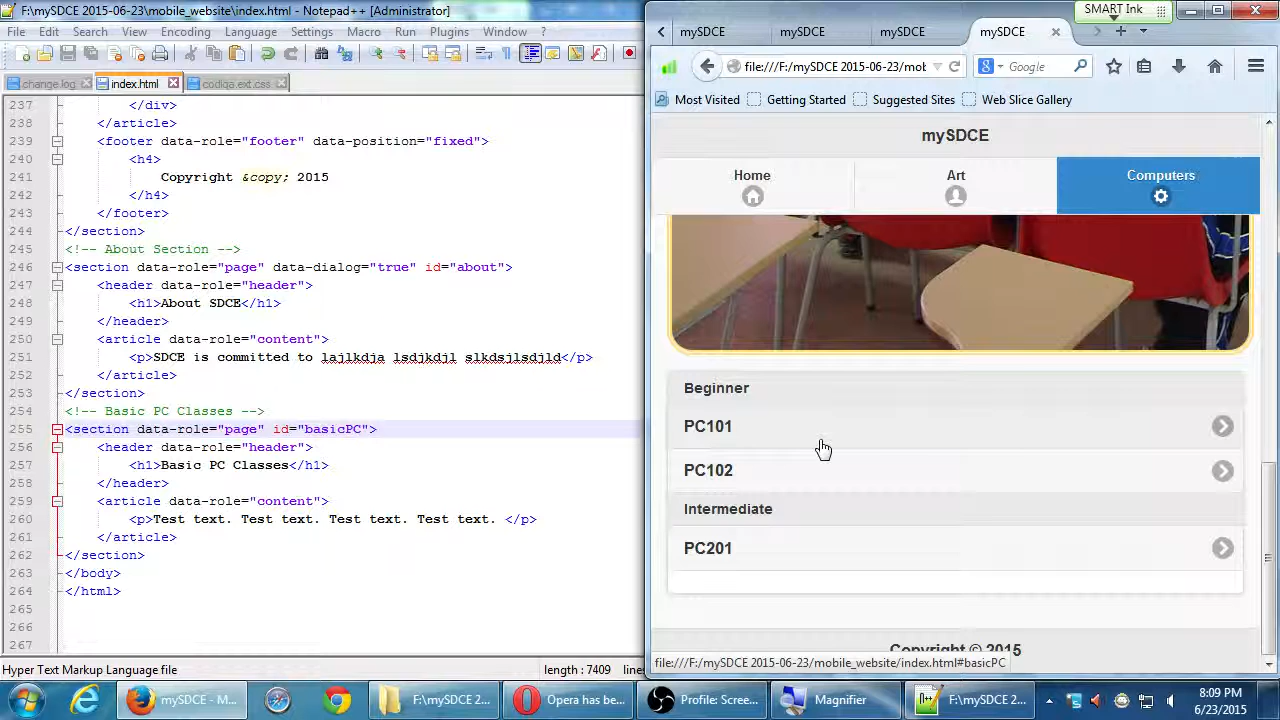 F:\mySDCE 2015-06-23\mobile_website\index.html - Notepad++ [Administrator]
File Edit Search View Encoding Language Settings Macro Run Plugins Window ?
change.log index.html codiqa.ext.css
237 </div>
238 </article>
239 <footer data-role="footer" data-position="fixed">
240 <h4>
241 Copyright &copy; 2015
242 </h4>
243 </footer>
244 </section>
245 <!-- About Section -->
246 <section data-role="page" data-dialog="true" id="about">
247 <header data-role="header">
248 <h1>About SDCE</h1>
249 </header>
250 <article data-role="content">
251 <p>SDCE is committed to lajlkdja lsdjkdjl slkdsjlsdjld</p>
252 </article>
253 </section>
254 <!-- Basic PC Classes -->
255 <section data-role="page" id="basicPC">
256 <header data-role="header">
257 <h1>Basic PC Classes</h1>
258 </header>
259 <article data-role="content">
260 <p>Test text. Test text. Test text. Test text. </p>
261 </article>
262 </section>
263 </body>
264 </html>
265
266
267
Hyper Text Markup Language file length : 7409 line
SMART Ink
mySDCE mySDCE mySDCE mySDCE
file:///F:/mySDCE 2015-06-23/mot Google
Most Visited Getting Started Suggested Sites Web Slice Gallery
mySDCE
Home Art Computers
Beginner
PC101
PC102
Intermediate
PC201
Copyright © 2015
file:///F:/mySDCE 2015-06-23/mobile_website/index.html#basicPC
mySDCE - M... F:\mySDCE 2... Opera has be... Profile: Scree... Magnifier F:\mySDCE 2... 8:09 PM
6/23/2015